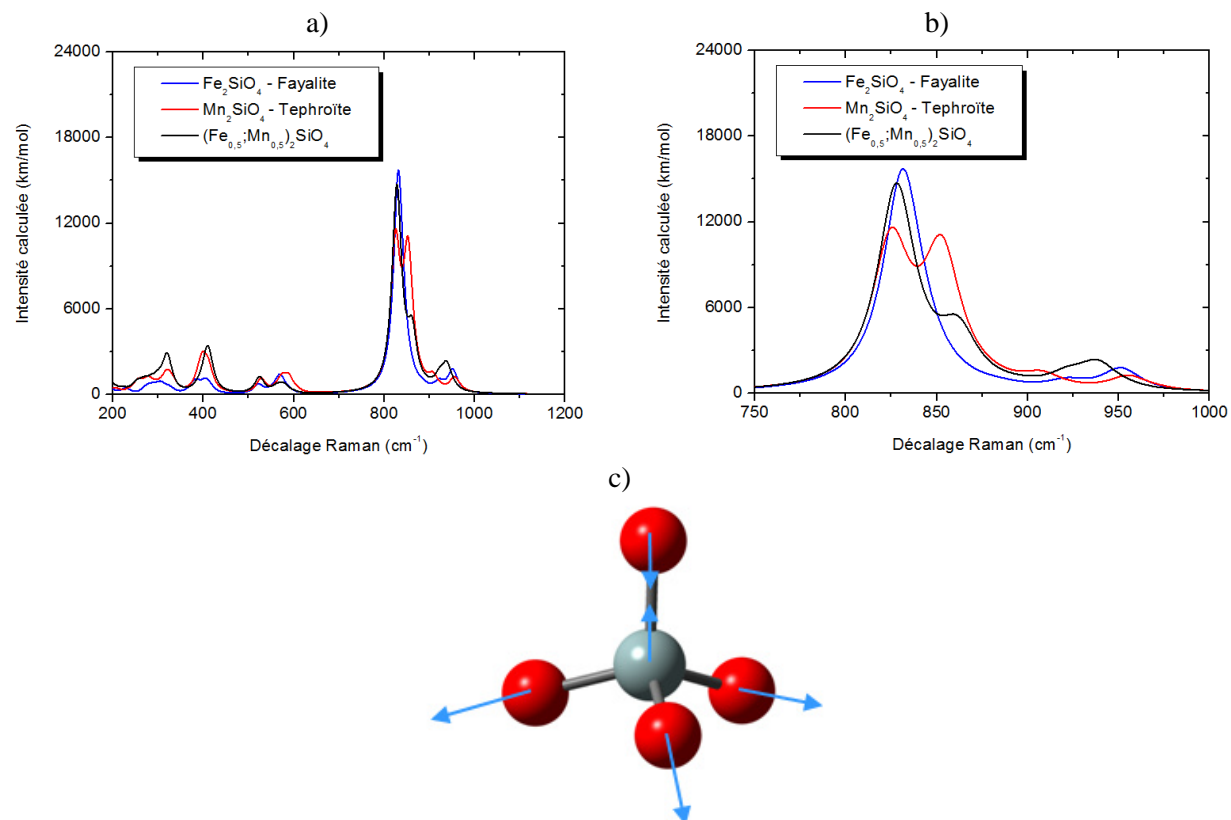 a)
24000
18000
12000
6000
0
Intensité calculée (km/mol)
Fe₂SiO₄ - Fayalite
Mn₂SiO₄ - Tephroïte
(Fe₀,₅;Mn₀,₅)₂SiO₄
200 400 600 800 1000 1200
Décalage Raman (cm⁻¹)
b)
24000
18000
12000
6000
0
Intensité calculée (km/mol)
Fe₂SiO₄ - Fayalite
Mn₂SiO₄ - Tephroïte
(Fe₀,₅;Mn₀,₅)₂SiO₄
750 800 850 900 950 1000
Décalage Raman (cm⁻¹)
c)